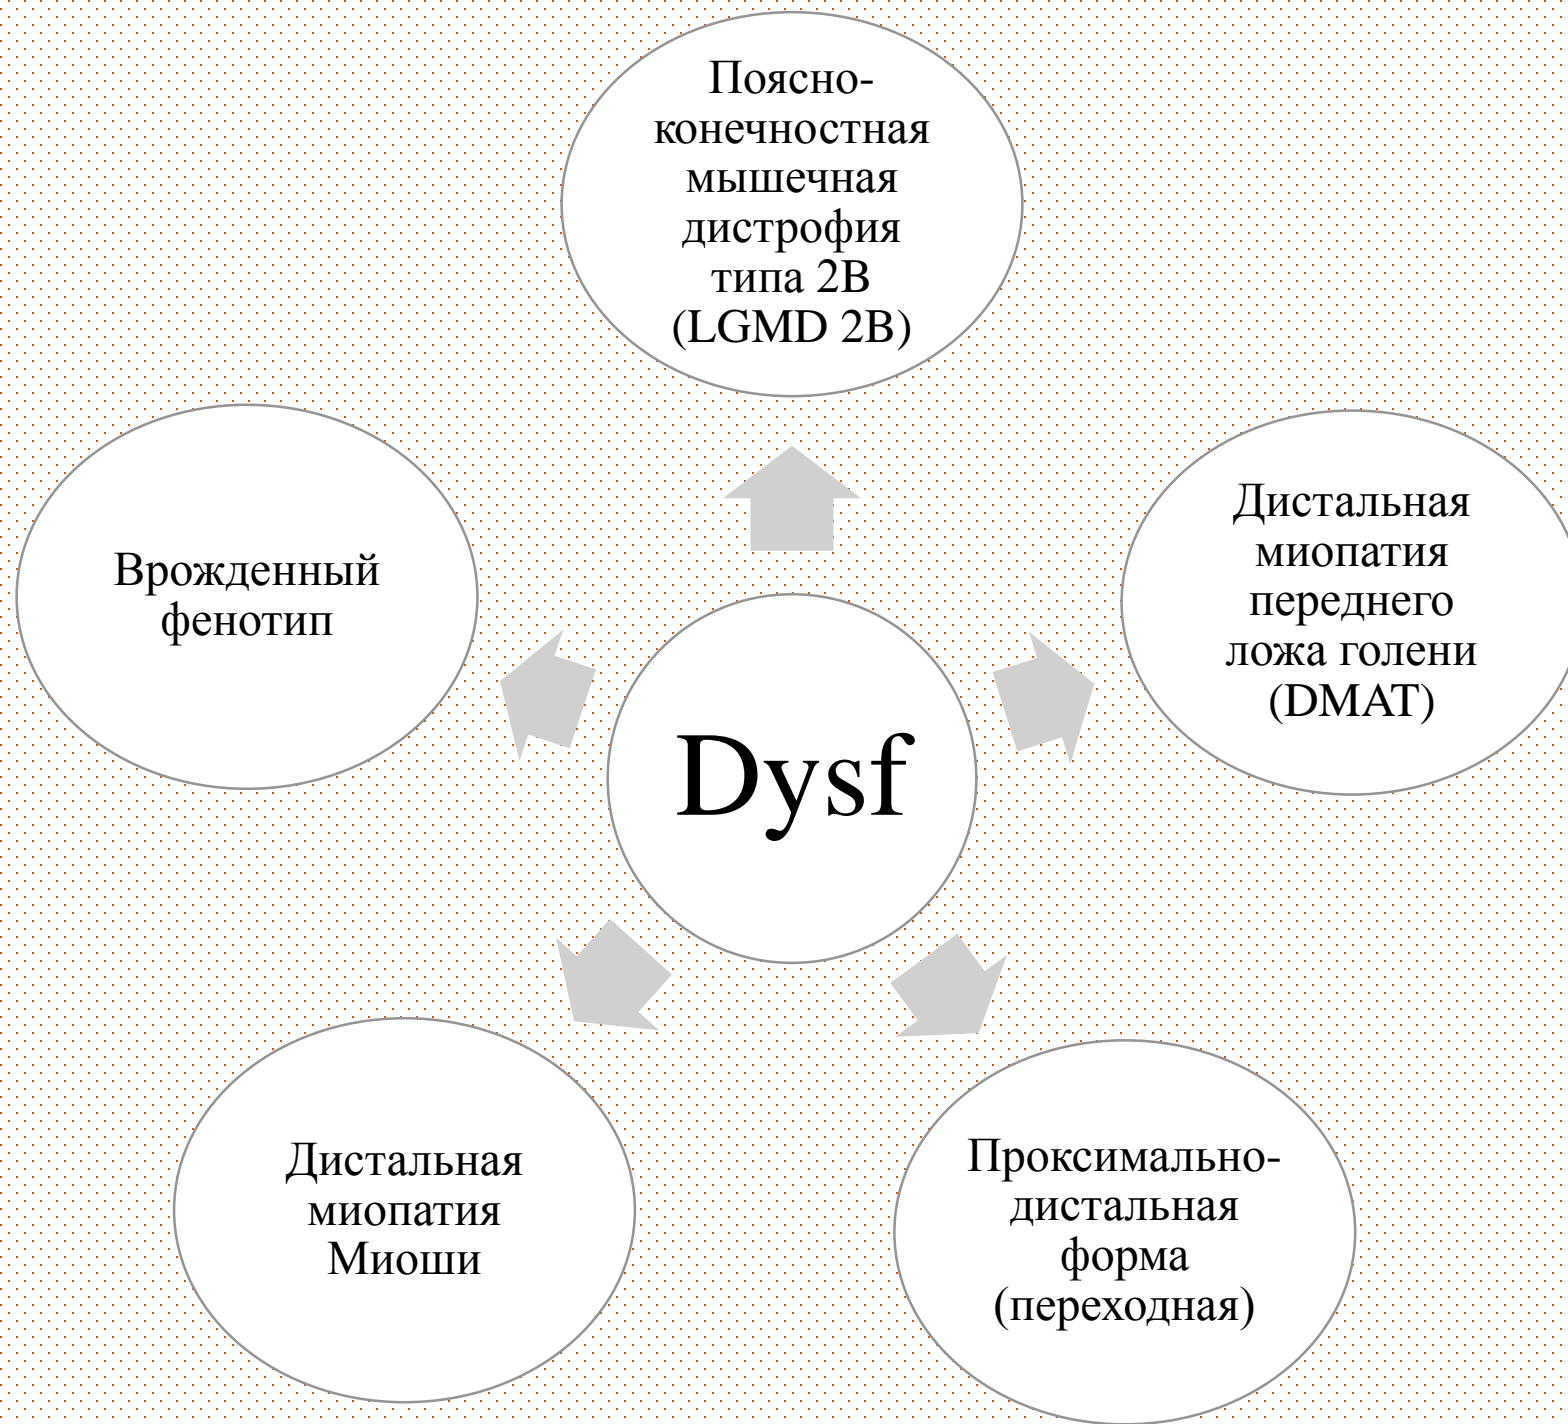 Поясно-
конечностная
мышечная
дистрофия
типа 2B
(LGMD 2B)
Дистальная
миопатия
переднего
ложа голени
(DMAT)
Проксимально-
дистальная
форма
(переходная)
Дистальная
миопатия
Миоши
Врожденный
фенотип
Dysf